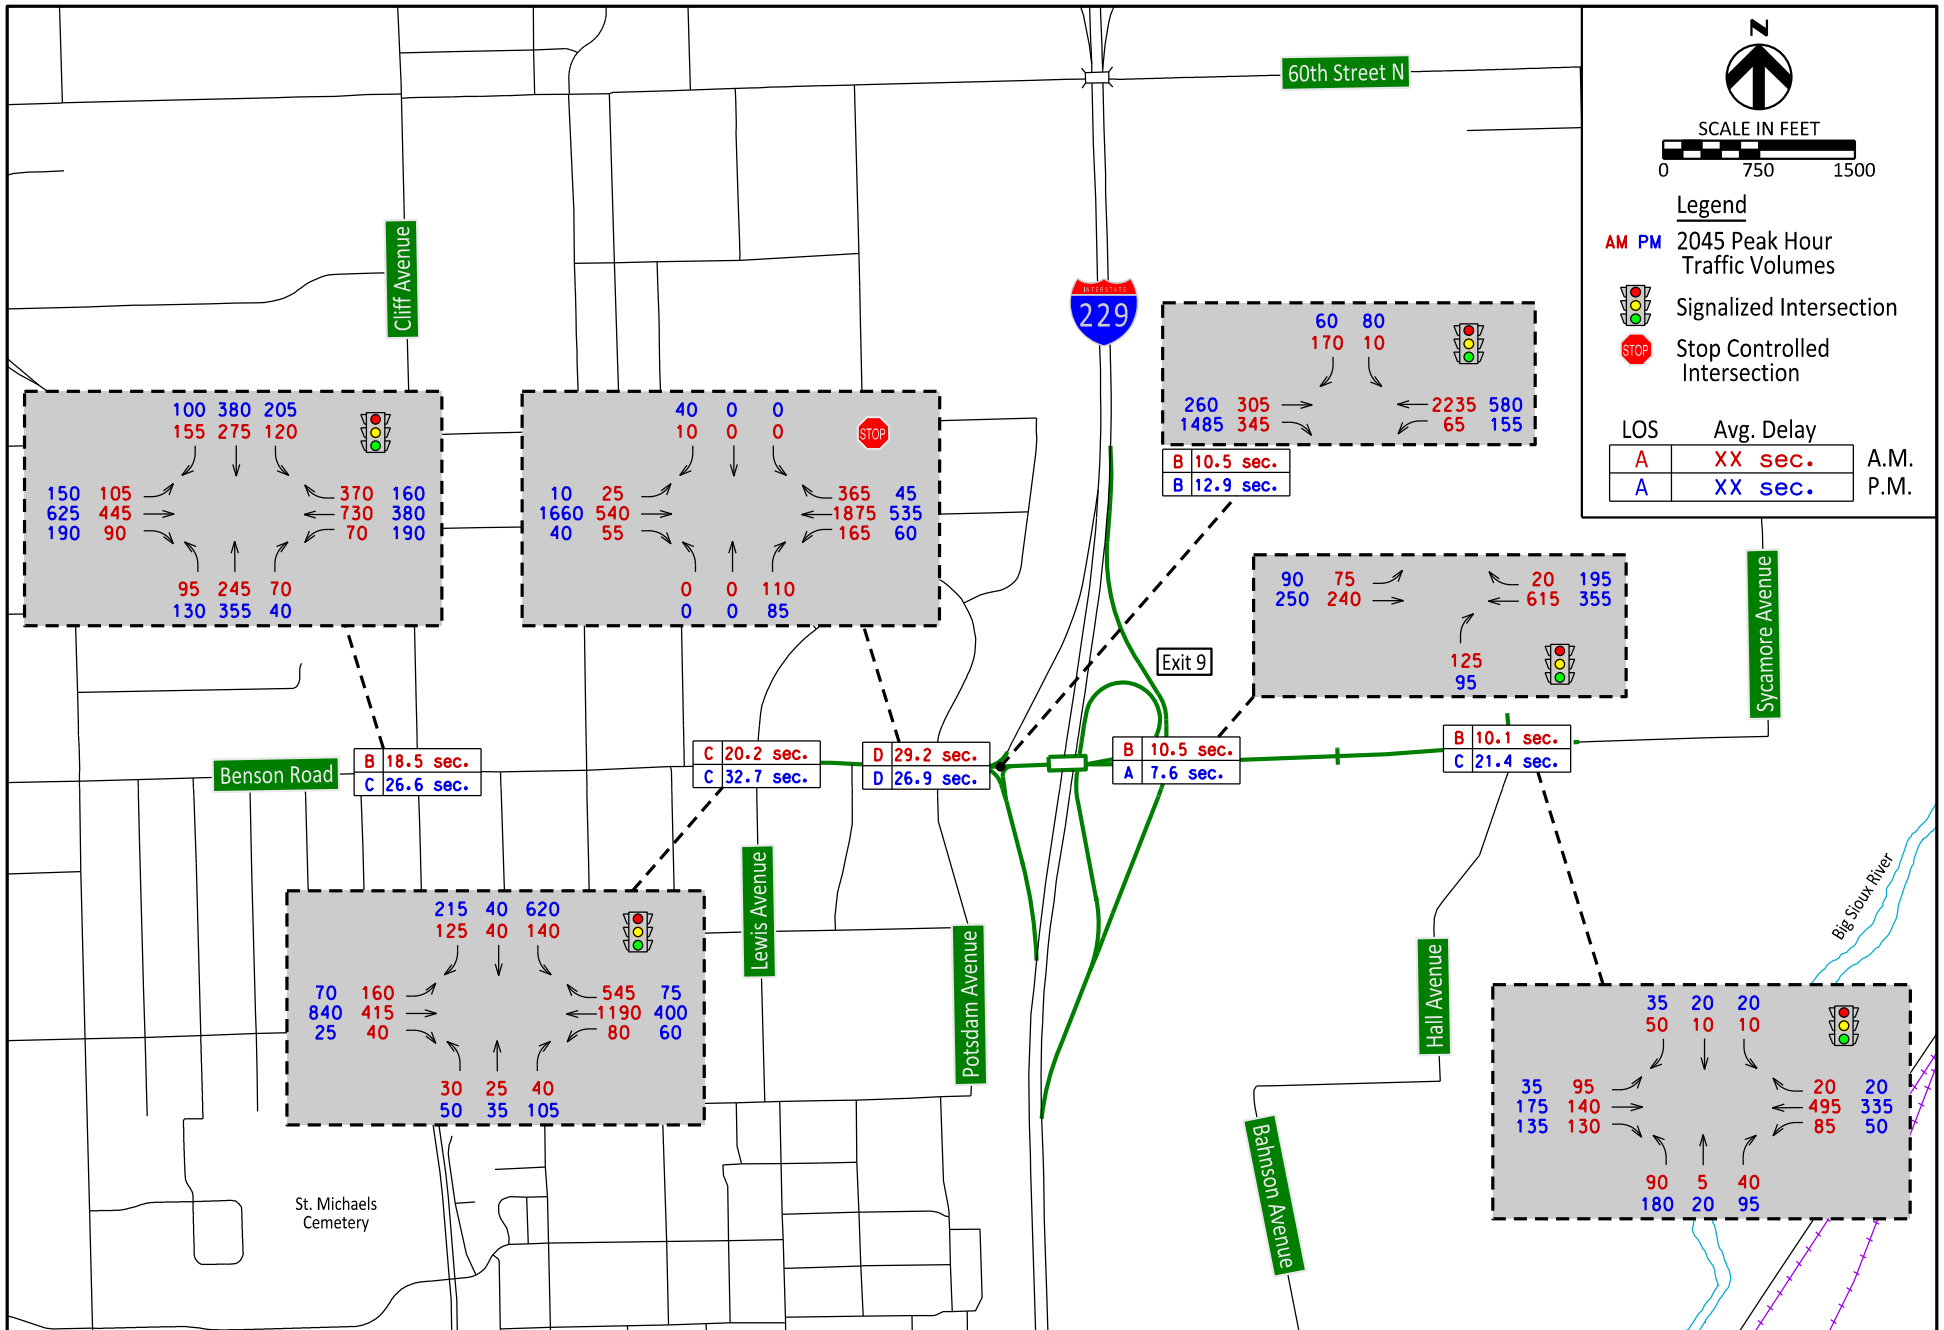 60th Street N
N
SCALE IN FEET
0 750 1500
Legend
AM PM 2045 Peak Hour
Traffic Volumes
Signalized Intersection
STOP Stop Controlled
Intersection
LOS Avg. Delay
A XX sec. A.M.
A XX sec. P.M.
Cliff Avenue
INTERSTATE
229
60 80
170 10
260 305 2235 580
1485 345 65 155
B 10.5 sec.
B 12.9 sec.
100 380 205
155 275 120
150 105 370 160
625 445 730 380
190 90 70 190
95 245 70
130 355 40
40 0 0
10 0 0
STOP
10 25 365 45
1660 540 1875 535
40 55 165 60
0 0 110
0 0 85
90 75 20 195
250 240 615 355
125
95
Exit 9
Sycamore Avenue
Benson Road
B 18.5 sec.
C 26.6 sec.
C 20.2 sec.
C 32.7 sec.
D 29.2 sec.
D 26.9 sec.
B 10.5 sec.
A 7.6 sec.
B 10.1 sec.
C 21.4 sec.
Lewis Avenue
Potsdam Avenue
Hall Avenue
Bahnson Avenue
Big Sioux River
215 40 620
125 40 140
70 160 545 75
840 415 1190 400
25 40 80 60
30 25 40
50 35 105
35 20 20
50 10 10
35 95 20 20
175 140 495 335
135 130 85 50
90 5 40
180 20 95
St. Michaels
Cemetery